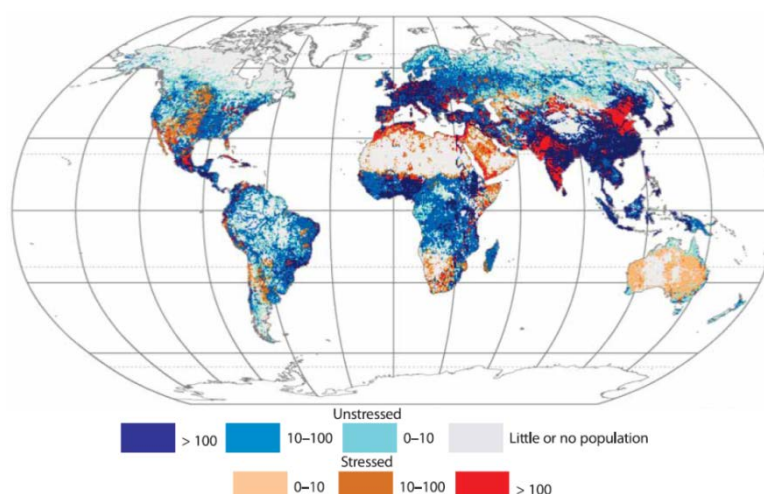 Unstressed
> 100 10–100 0–10 Little or no population
Stressed
0–10 10–100 > 100